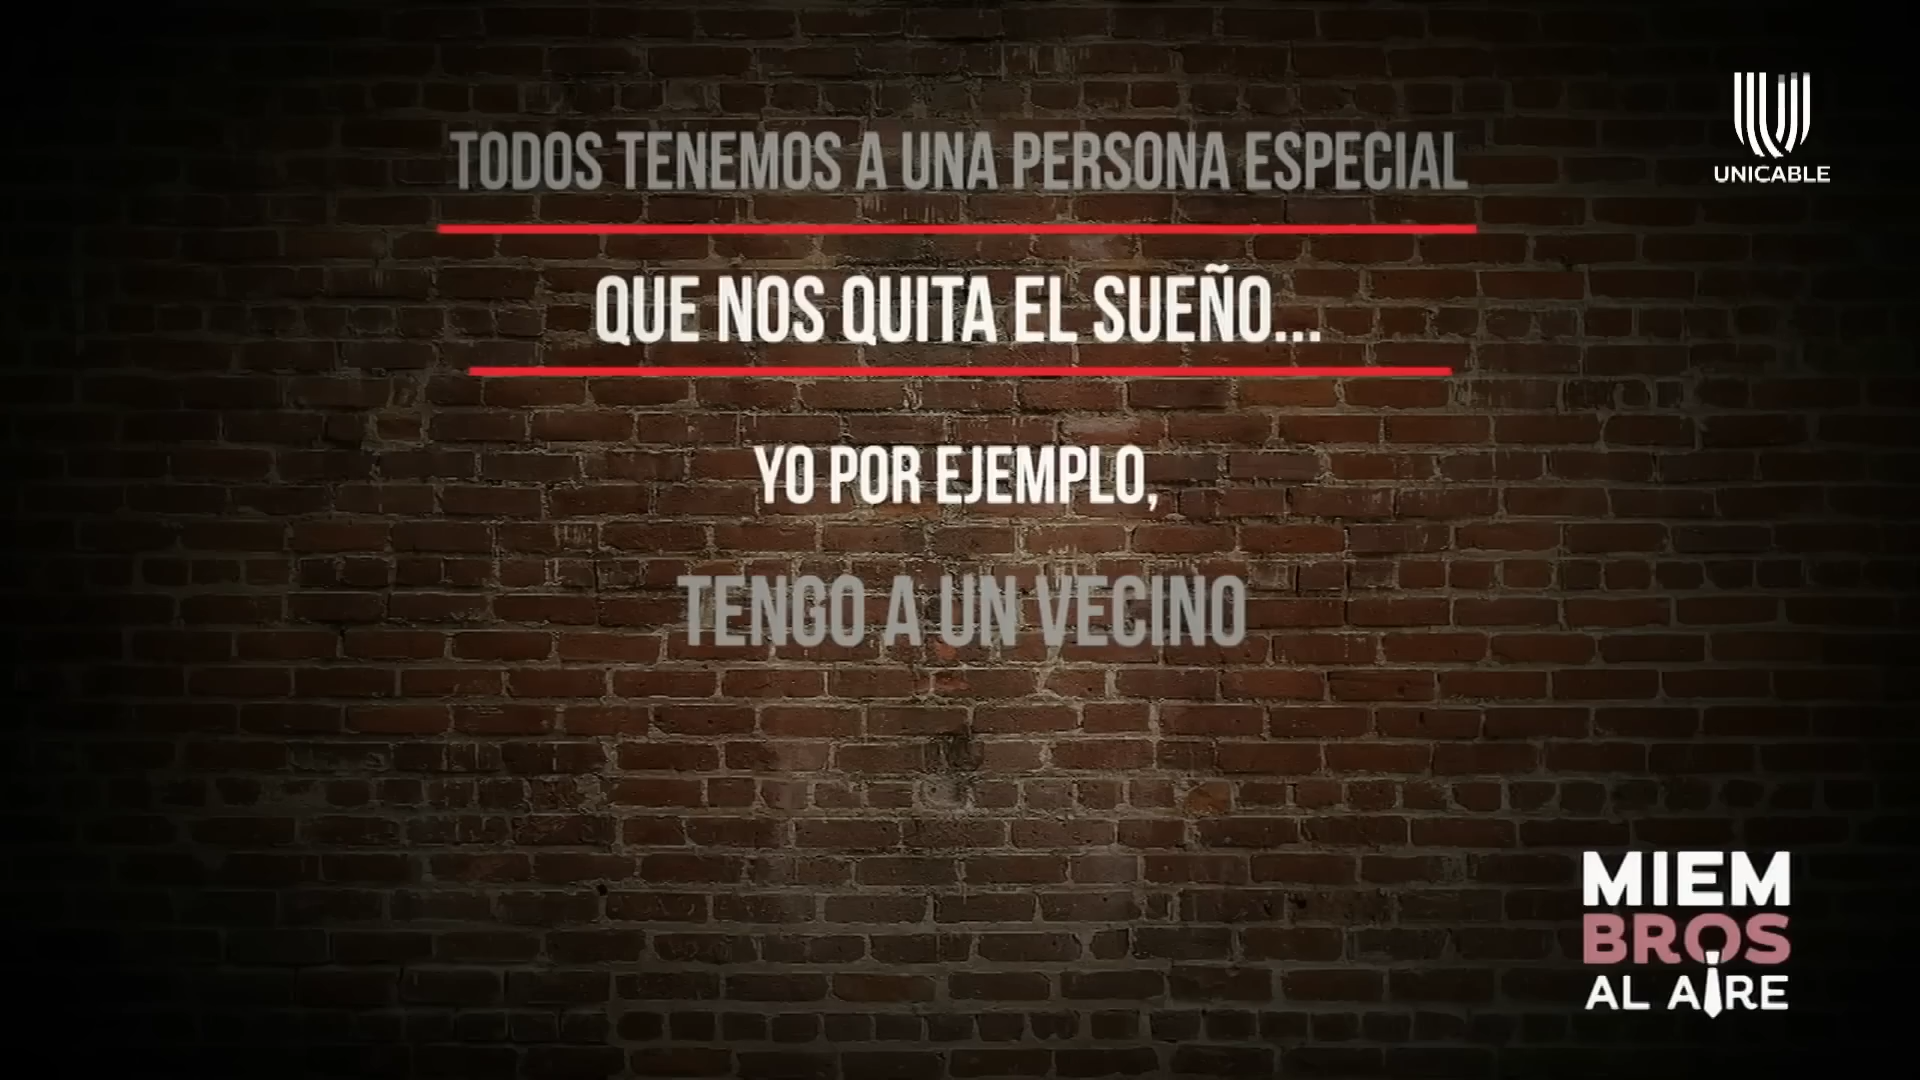 TODOS TENEMOS A UNA PERSONA ESPECIAL
UNICABLE
QUE NOS QUITA EL SUEÑO...
YO POR EJEMPLO,
TENGO A UN VECINO
MIEM
BROS
AL AIRE